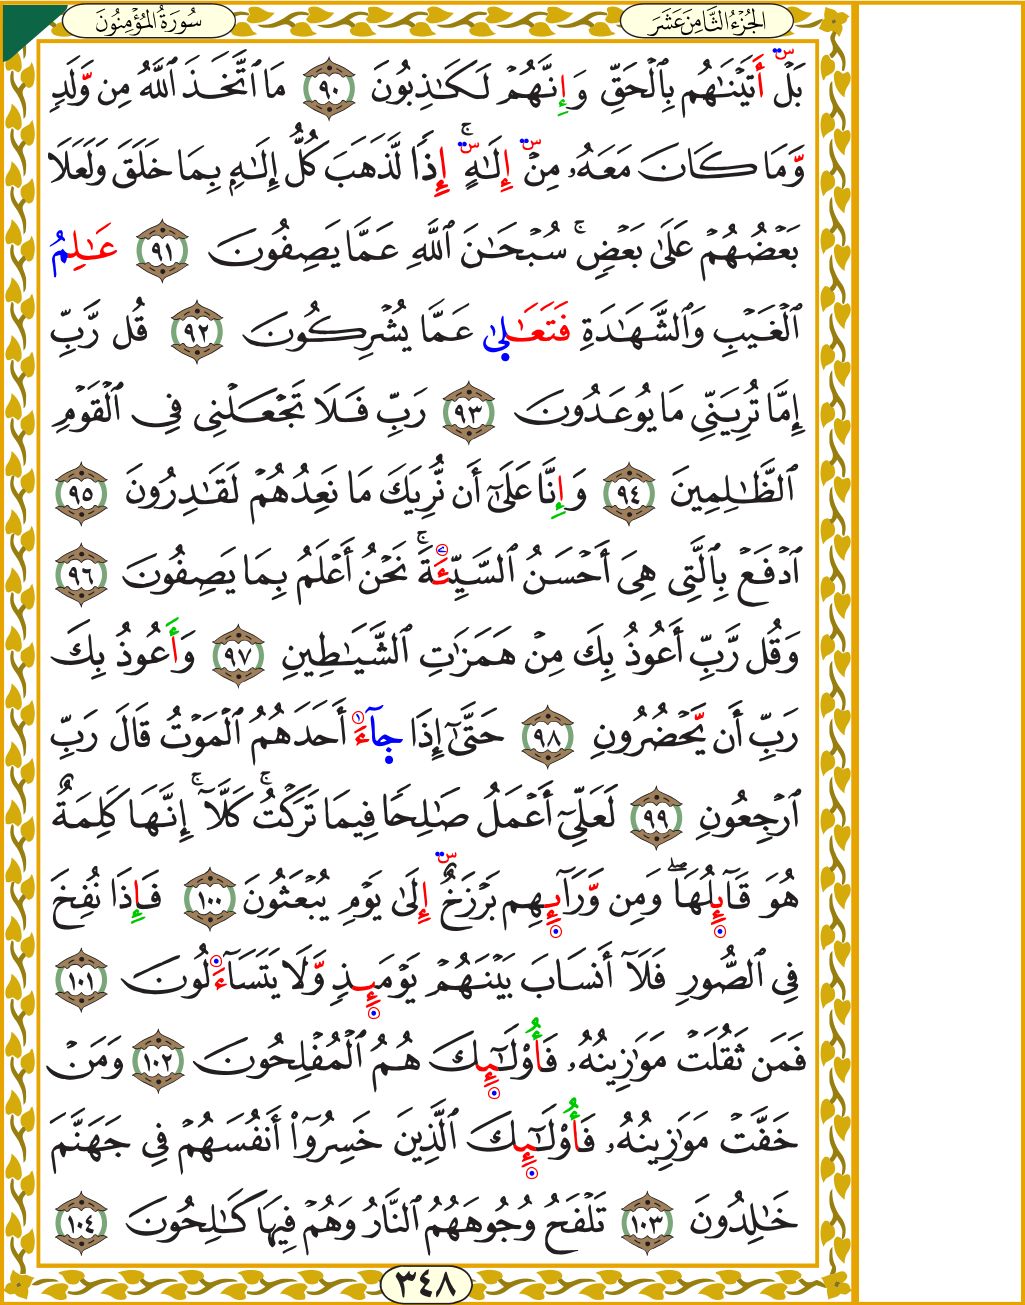 الجُزْءُ الثَّامِنَ عَشَرَ
سُورَةُ المُؤْمِنُونَ
بَلْ أَتَيْنَٰهُم بِٱلْحَقِّ وَإِنَّهُمْ لَكَٰذِبُونَ ٩٠ مَا ٱتَّخَذَ ٱللَّهُ مِن وَّلَدٍ
وَّمَا كَانَ مَعَهُۥ مِنْ إِلَٰهٍۚ إِذًا لَّذَهَبَ كُلُّ إِلَٰهٍۭ بِمَا خَلَقَ وَلَعَلَا
بَعْضُهُمْ عَلَىٰ بَعْضٍۚ سُبْحَٰنَ ٱللَّهِ عَمَّا يَصِفُونَ ٩١ عَٰلِمُ
ٱلْغَيْبِ وَٱلشَّهَٰدَةِ فَتَعَٰلَىٰ عَمَّا يُشْرِكُونَ ٩٢ قُل رَّبِّ
إِمَّا تُرِيَنِّي مَا يُوعَدُونَ ٩٣ رَبِّ فَلَا تَجْعَلْنِي فِي ٱلْقَوْمِ
ٱلظَّٰلِمِينَ ٩٤ وَإِنَّا عَلَىٰٓ أَن نُّرِيَكَ مَا نَعِدُهُمْ لَقَٰدِرُونَ ٩٥
ٱدْفَعْ بِٱلَّتِي هِيَ أَحْسَنُ ٱلسَّيِّئَةَۚ نَحْنُ أَعْلَمُ بِمَا يَصِفُونَ ٩٦
وَقُل رَّبِّ أَعُوذُ بِكَ مِنْ هَمَزَٰتِ ٱلشَّيَٰطِينِ ٩٧ وَأَعُوذُ بِكَ
رَبِّ أَن يَّحْضُرُونِ ٩٨ حَتَّىٰٓ إِذَا جَآءَ أَحَدَهُمُ ٱلْمَوْتُ قَالَ رَبِّ
ٱرْجِعُونِ ٩٩ لَعَلِّيٓ أَعْمَلُ صَٰلِحًا فِيمَا تَرَكْتُۚ كَلَّآۚ إِنَّهَا كَلِمَةٌ
هُوَ قَآئِلُهَاۖ وَمِن وَّرَآئِهِم بَرْزَخٌ إِلَىٰ يَوْمِ يُبْعَثُونَ ١٠٠ فَإِذَا نُفِخَ
فِي ٱلصُّورِ فَلَآ أَنسَابَ بَيْنَهُمْ يَوْمَئِذٍ وَّلَا يَتَسَآءَلُونَ ١٠١
فَمَن ثَقُلَتْ مَوَٰزِينُهُۥ فَأُوْلَٰٓئِكَ هُمُ ٱلْمُفْلِحُونَ ١٠٢ وَمَنْ
خَفَّتْ مَوَٰزِينُهُۥ فَأُوْلَٰٓئِكَ ٱلَّذِينَ خَسِرُوٓاْ أَنفُسَهُمْ فِي جَهَنَّمَ
خَٰلِدُونَ ١٠٣ تَلْفَحُ وُجُوهَهُمُ ٱلنَّارُ وَهُمْ فِيهَا كَٰلِحُونَ ١٠٤
٣٤٨